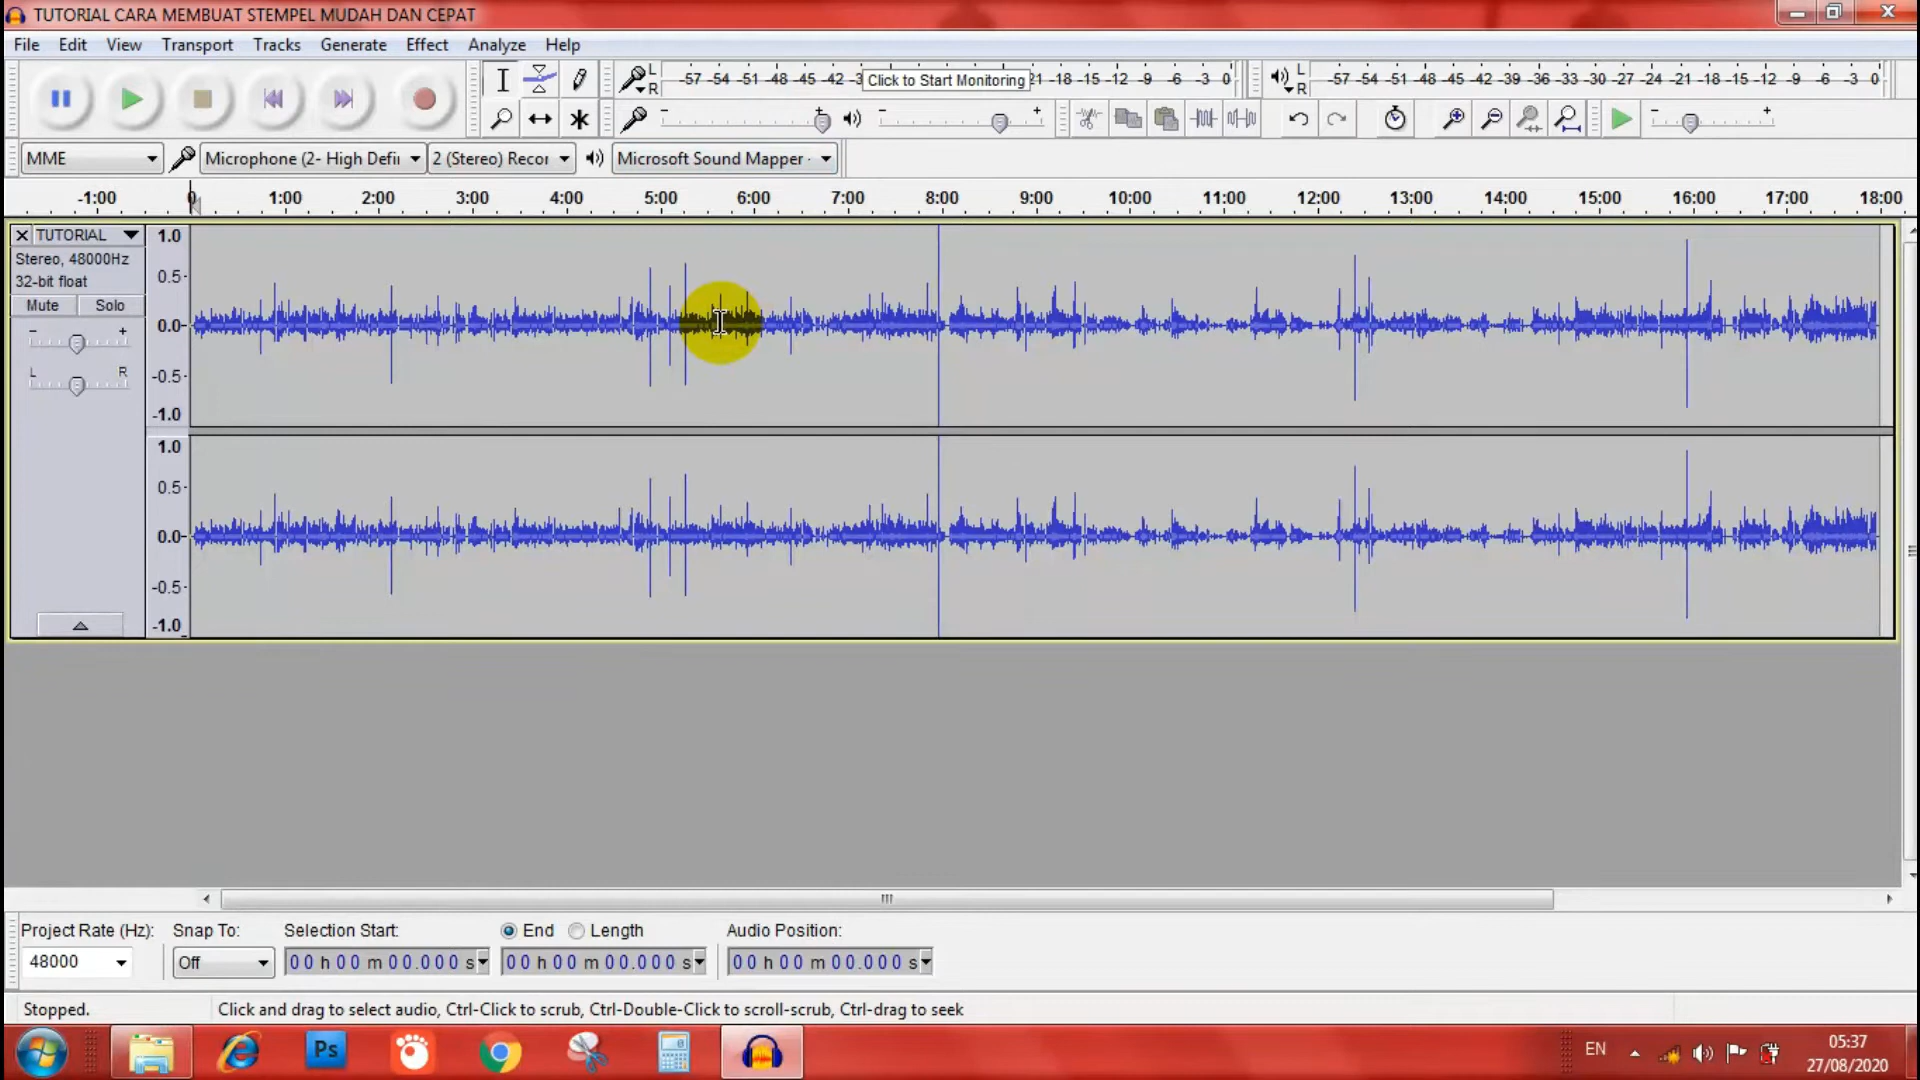 TUTORIAL CARA MEMBUAT STEMPEL MUDAH DAN CEPAT
File Edit View Transport Tracks Generate Effect Analyze Help
L -57 -54 -51 -48 -45 -42 -3 Click to Start Monitoring 21 -18 -15 -12 -9 -6 -3 0 L -57 -54 -51 -48 -45 -42 -39 -36 -33 -30 -27 -24 -21 -18 -15 -12 -9 -6 -3 0
R R
MME Microphone (2- High Defii 2 (Stereo) Recor Microsoft Sound Mapper -
-1:00 0 1:00 2:00 3:00 4:00 5:00 6:00 7:00 8:00 9:00 10:00 11:00 12:00 13:00 14:00 15:00 16:00 17:00 18:00
TUTORIAL 1.0
Stereo, 48000Hz
32-bit float 0.5-
Mute Solo
- + 0.0-
L R -0.5-
-1.0
1.0
0.5-
0.0-
-0.5-
-1.0
Project Rate (Hz): Snap To: Selection Start: End Length Audio Position:
48000 Off 00 h 00 m 00.000 s 00 h 00 m 00.000 s 00 h 00 m 00.000 s
Stopped. Click and drag to select audio, Ctrl-Click to scrub, Ctrl-Double-Click to scroll-scrub, Ctrl-drag to seek
Ps EN 05:37
27/08/2020